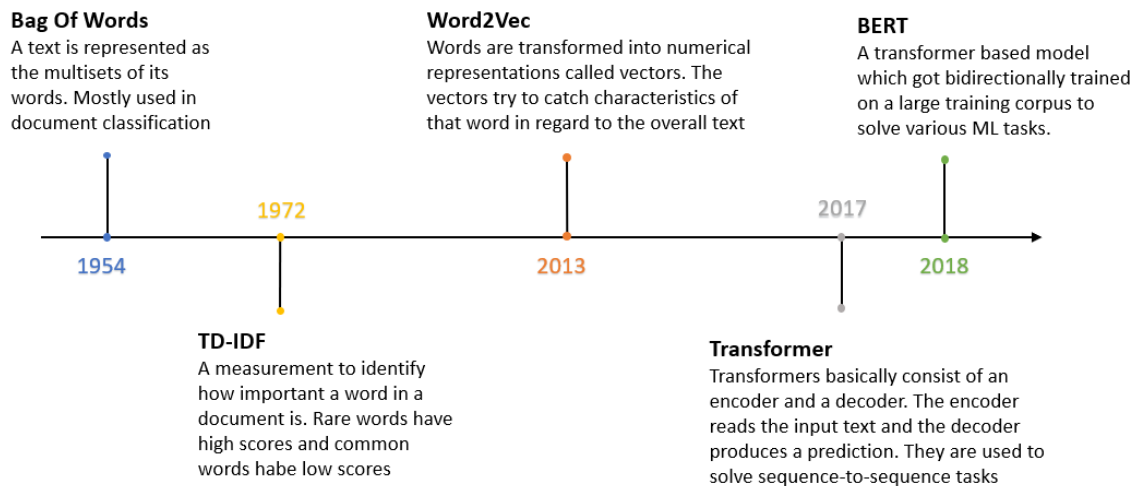 Bag Of Words
A text is represented as
the multisets of its
words. Mostly used in
document classification
Word2Vec
Words are transformed into numerical
representations called vectors. The
vectors try to catch characteristics of
that word in regard to the overall text
BERT
A transformer based model
which got bidirectionally trained
on a large training corpus to
solve various ML tasks.
1972
2017
1954
2013
2018
TD-IDF
A measurement to identify
how important a word in a
document is. Rare words have
high scores and common
words habe low scores
Transformer
Transformers basically consist of an
encoder and a decoder. The encoder
reads the input text and the decoder
produces a prediction. They are used to
solve sequence-to-sequence tasks